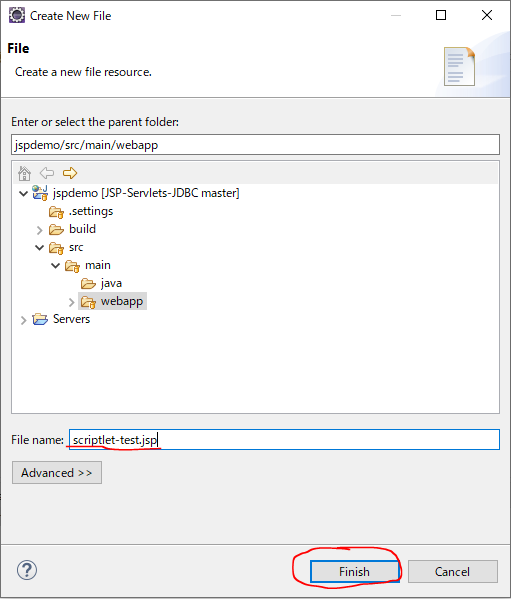 Create New File
File
Create a new file resource.
Enter or select the parent folder:
jspdemo/src/main/webapp
jspdemo [JSP-Servlets-JDBC master]
.settings
build
src
main
java
webapp
Servers
File name: scriptlet-test.jsp
Advanced >>
? Finish Cancel